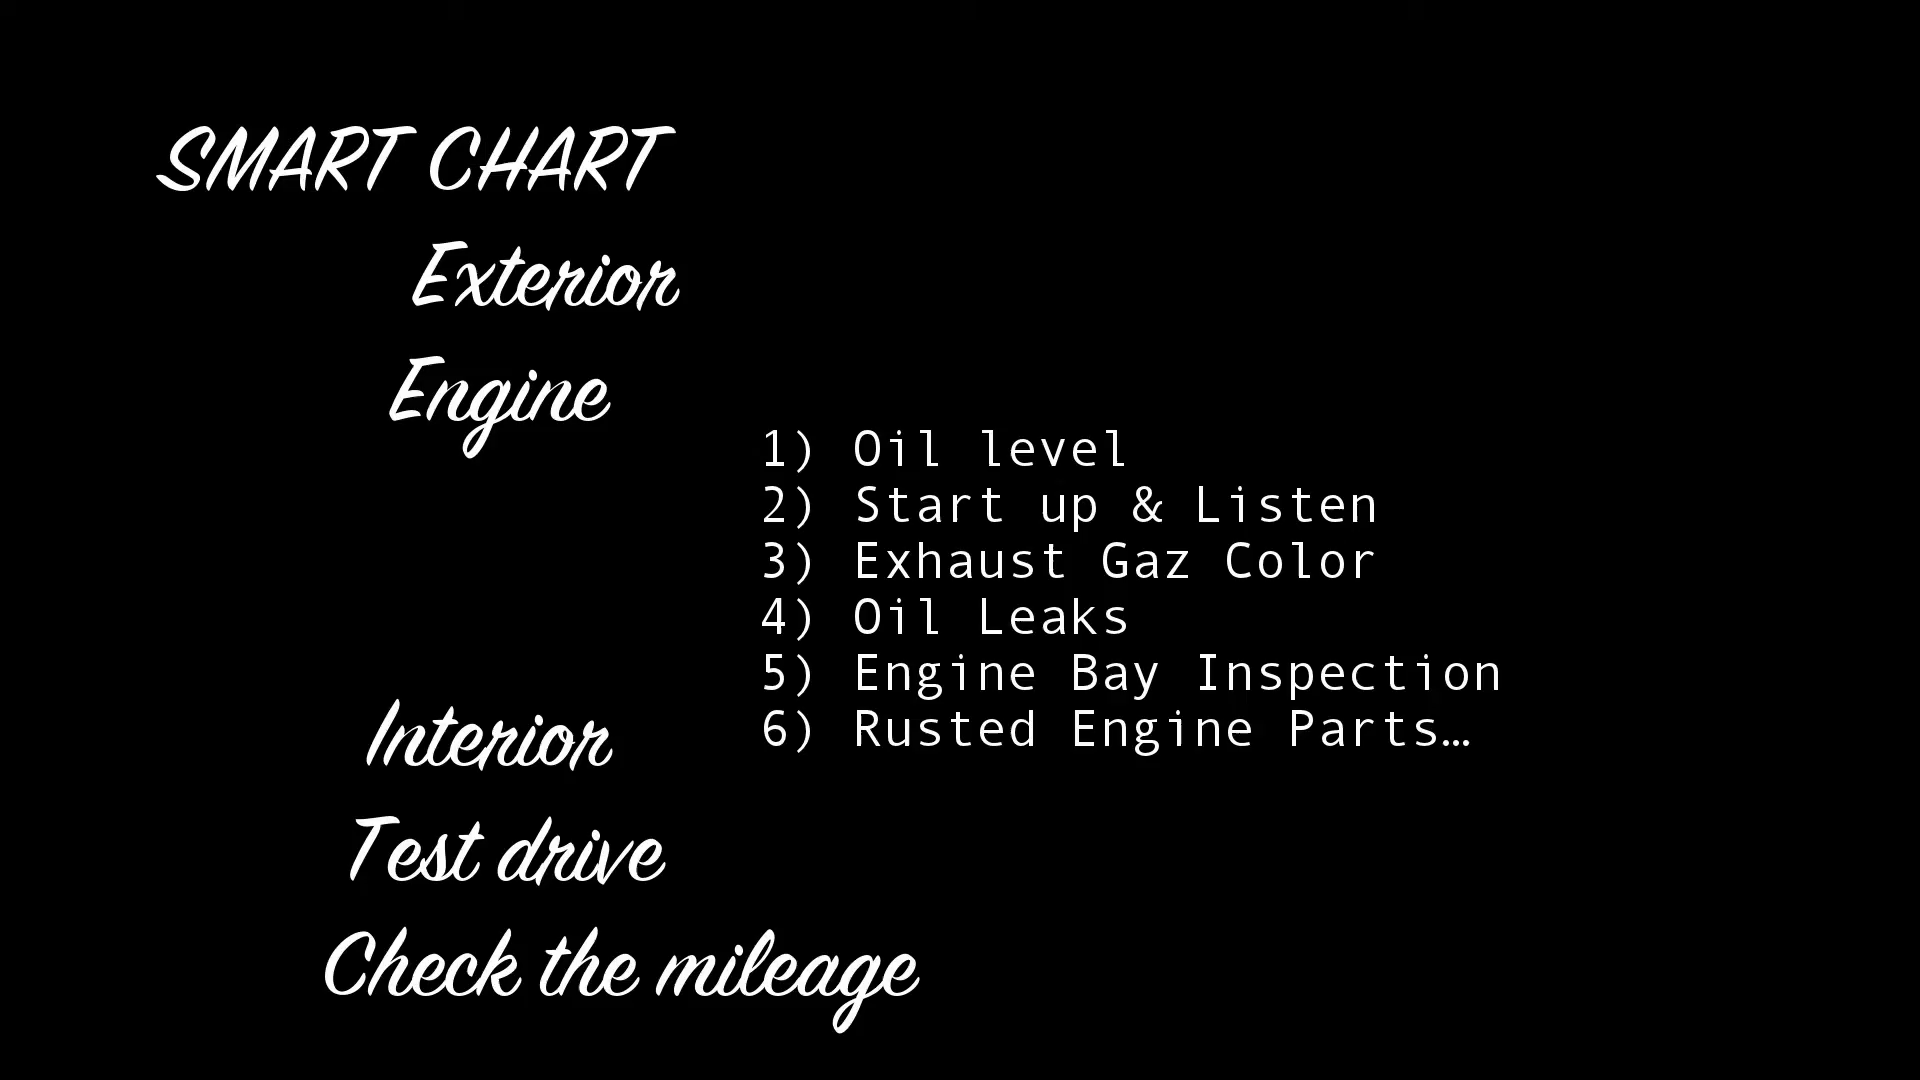 SMART CHART
Exterior
Engine
1) Oil level
2) Start up & Listen
3) Exhaust Gaz Color
4) Oil Leaks
5) Engine Bay Inspection
6) Rusted Engine Parts…
Interior
Test drive
Check the mileage